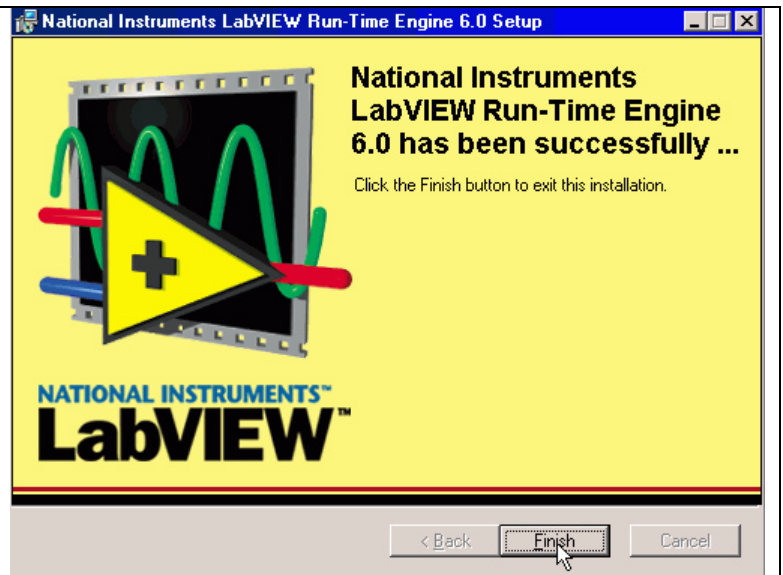 National Instruments LabVIEW Run-Time Engine 6.0 Setup
National Instruments
LabVIEW Run-Time Engine
6.0 has been successfully ...
Click the Finish button to exit this installation.
NATIONAL INSTRUMENTS™
LabVIEW™
< Back
Finish
Cancel